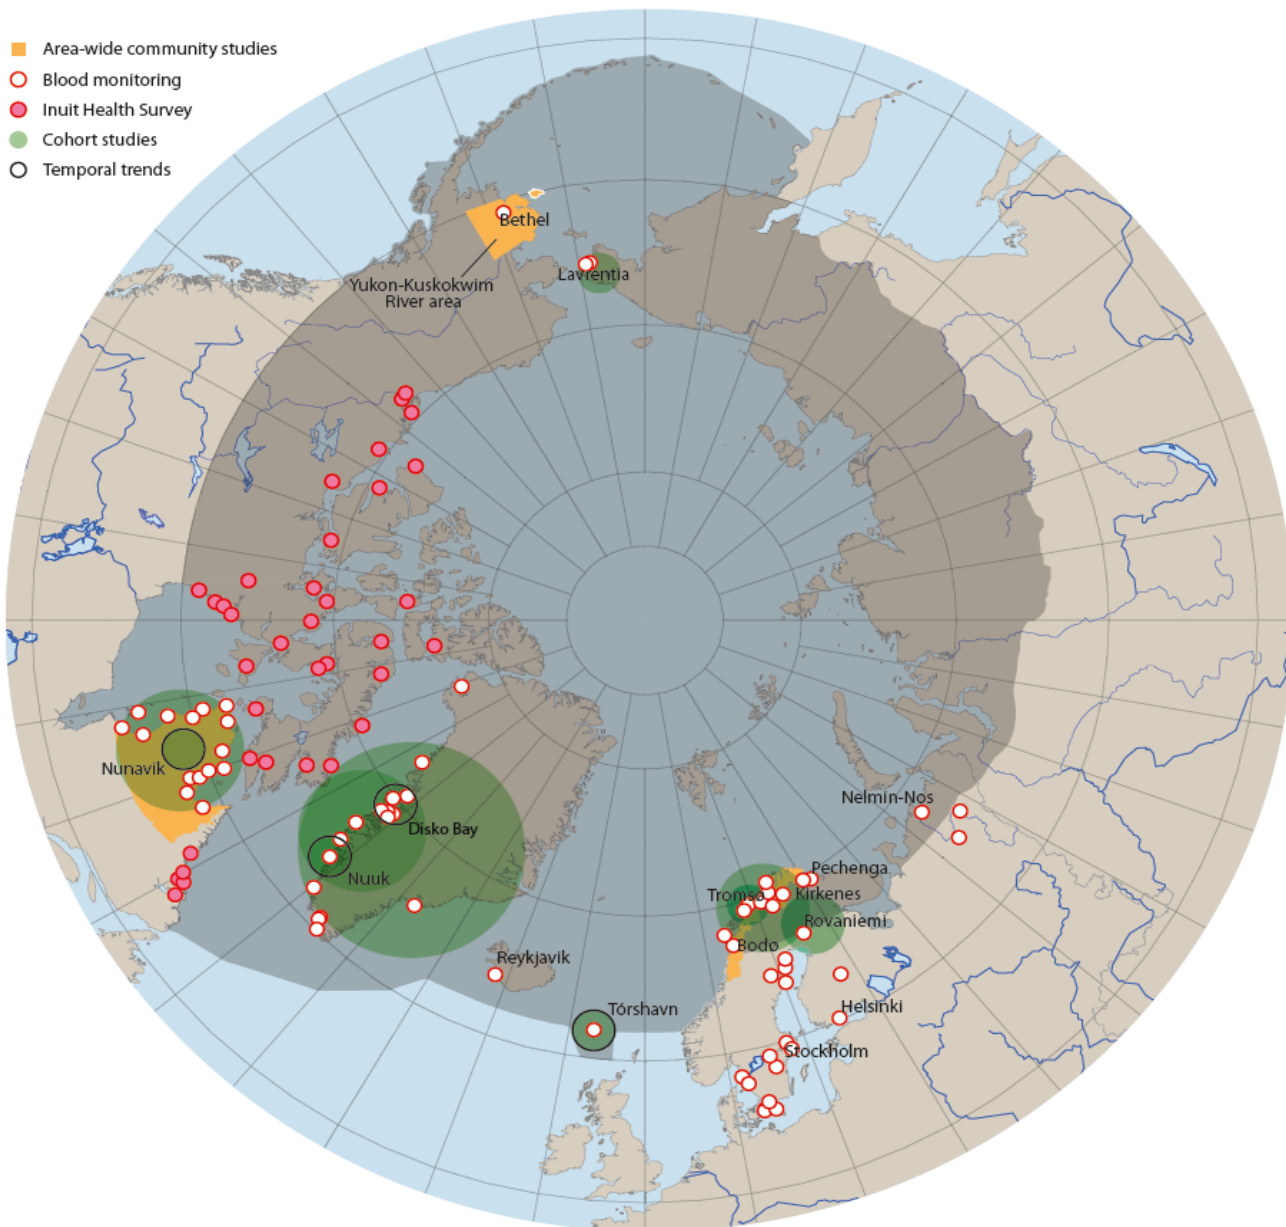 Area-wide community studies
Blood monitoring
Inuit Health Survey
Cohort studies
Temporal trends
Bethel
Lavrentia
Yukon-Kuskokwim
River area
Nunavik
Nelmin-Nos
Disko Bay
Pechenga
Nuuk
Tromsø
Kirkenes
Rovaniemi
Bodø
Reykjavik
Tórshavn
Helsinki
Stockholm